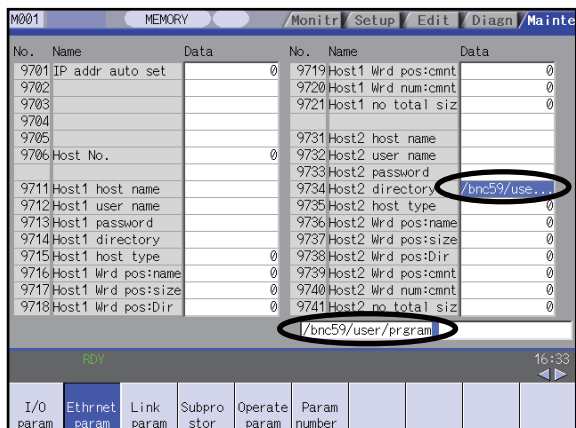 M001 MEMORY Monitr Setup Edit Diagn Mainte
No. Name Data
9701 IP addr auto set 0
9702
9703
9704
9705
9706 Host No. 0
9711 Host1 host name
9712 Host1 user name
9713 Host1 password
9714 Host1 directory
9715 Host1 host type 0
9716 Host1 Wrd pos:name 0
9717 Host1 Wrd pos:size 0
9718 Host1 Wrd pos:Dir 0
No. Name Data
9719 Host1 Wrd pos:cmnt 0
9720 Host1 Wrd num:cmnt 0
9721 Host1 no total siz 0
9731 Host2 host name
9732 Host2 user name
9733 Host2 password
9734 Host2 directory /bnc59/use...
9735 Host2 host type 0
9736 Host2 Wrd pos:name 0
9737 Host2 Wrd pos:size 0
9738 Host2 Wrd pos:Dir 0
9739 Host2 Wrd pos:cmnt 0
9740 Host2 Wrd num:cmnt 0
9741 Host2 no total siz 0
/bnc59/user/prgram
RDY 16:33
I/O param
Ethrnet param
Link param
Subpro stor
Operate param
Param number